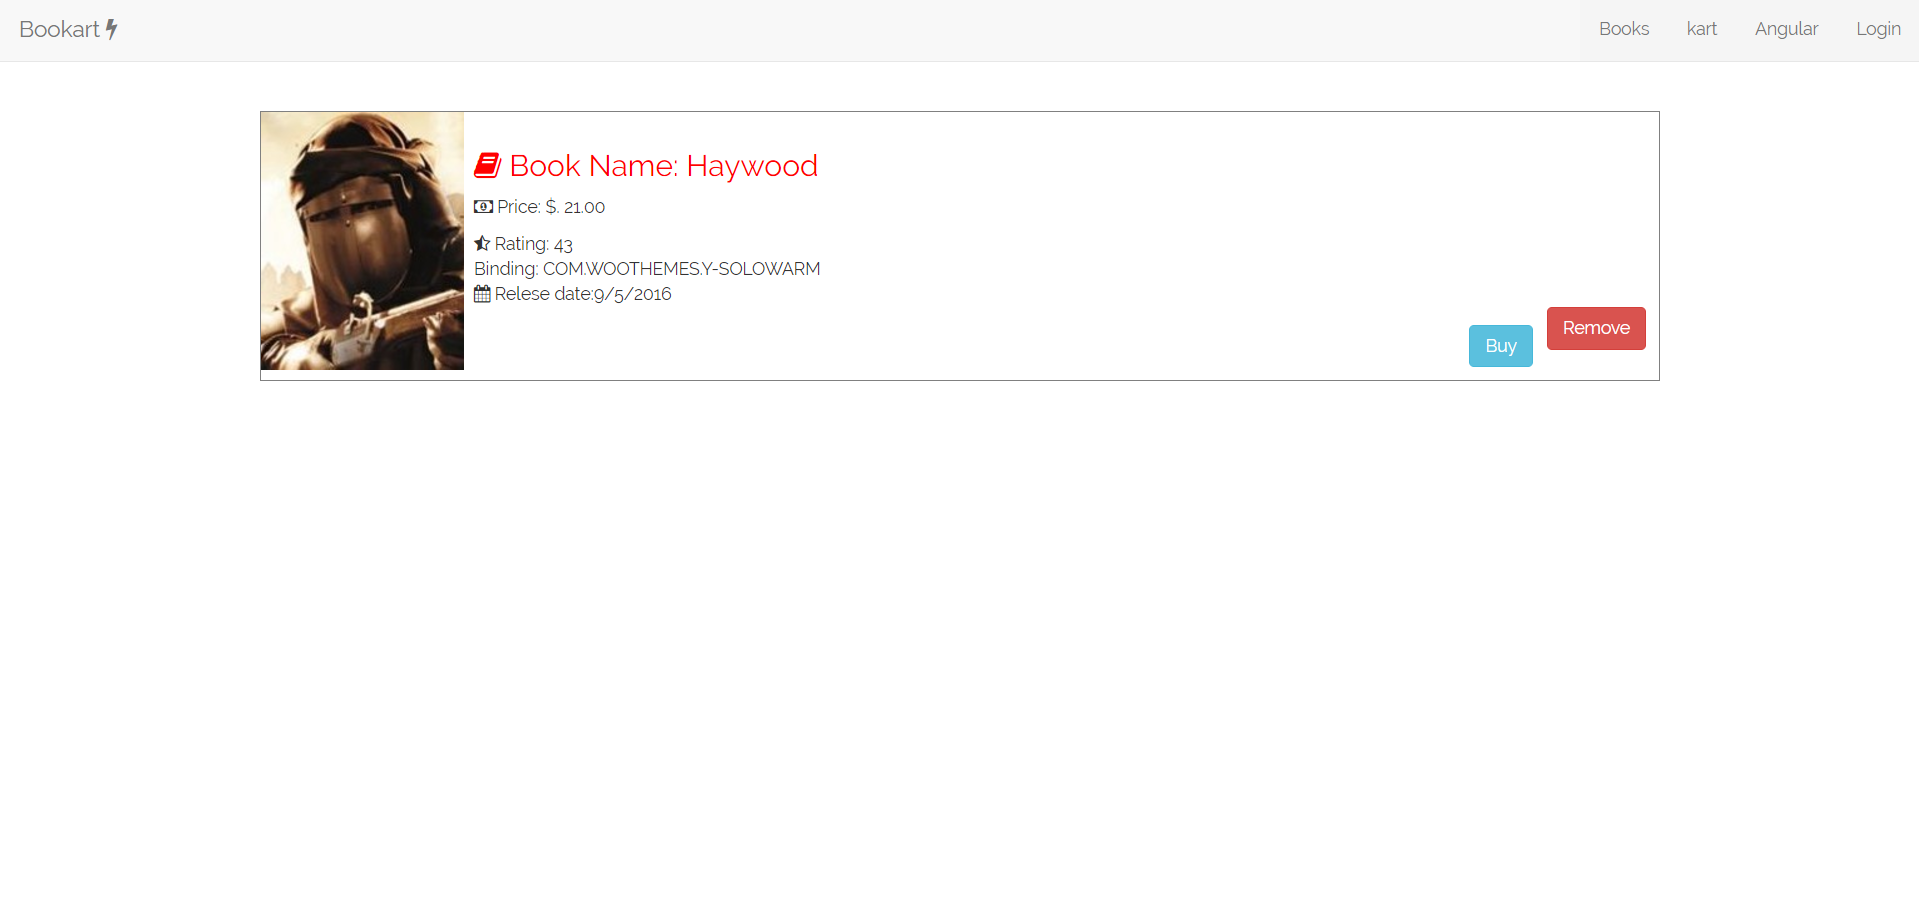 Bookart
Books kart Angular Login
Book Name: Haywood
Price: $. 21.00
Rating: 43
Binding: COM.WOOTHEMES.Y-SOLOWARM
Relese date:9/5/2016
Buy
Remove